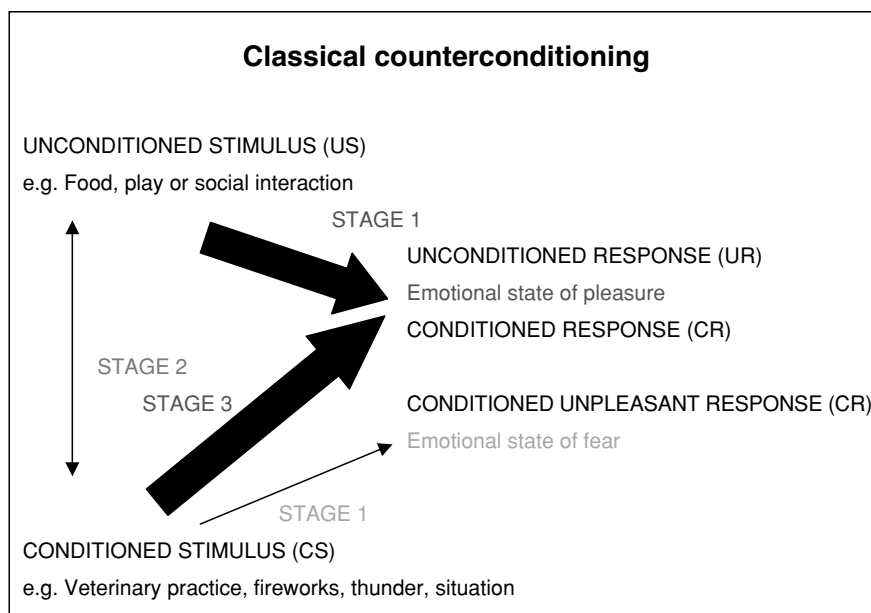 Classical counterconditioning
UNCONDITIONED STIMULUS (US)
e.g. Food, play or social interaction
STAGE 1
UNCONDITIONED RESPONSE (UR)
Emotional state of pleasure
CONDITIONED RESPONSE (CR)
STAGE 2
STAGE 3
CONDITIONED UNPLEASANT RESPONSE (CR)
Emotional state of fear
STAGE 1
CONDITIONED STIMULUS (CS)
e.g. Veterinary practice, fireworks, thunder, situation